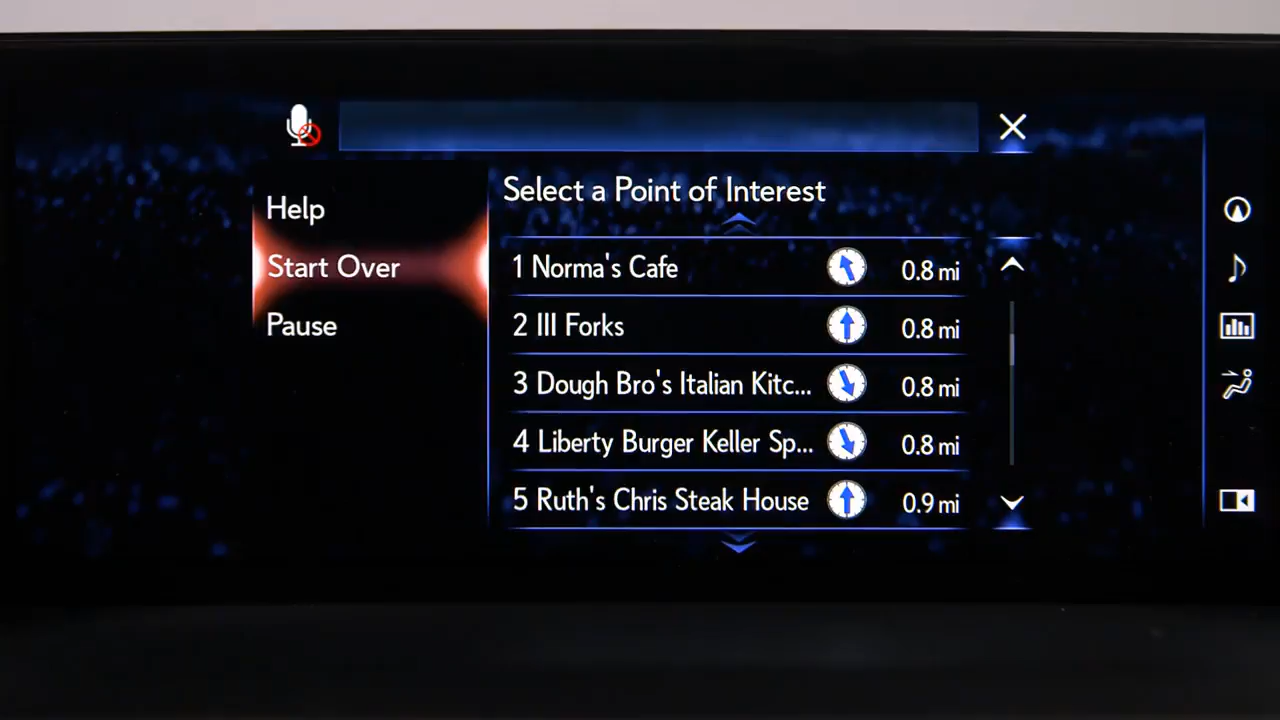 Select a Point of Interest
Help
Start Over
Pause
1 Norma's Cafe 0.8 mi
2 III Forks 0.8 mi
3 Dough Bro's Italian Kitc... 0.8 mi
4 Liberty Burger Keller Sp... 0.8 mi
5 Ruth's Chris Steak House 0.9 mi